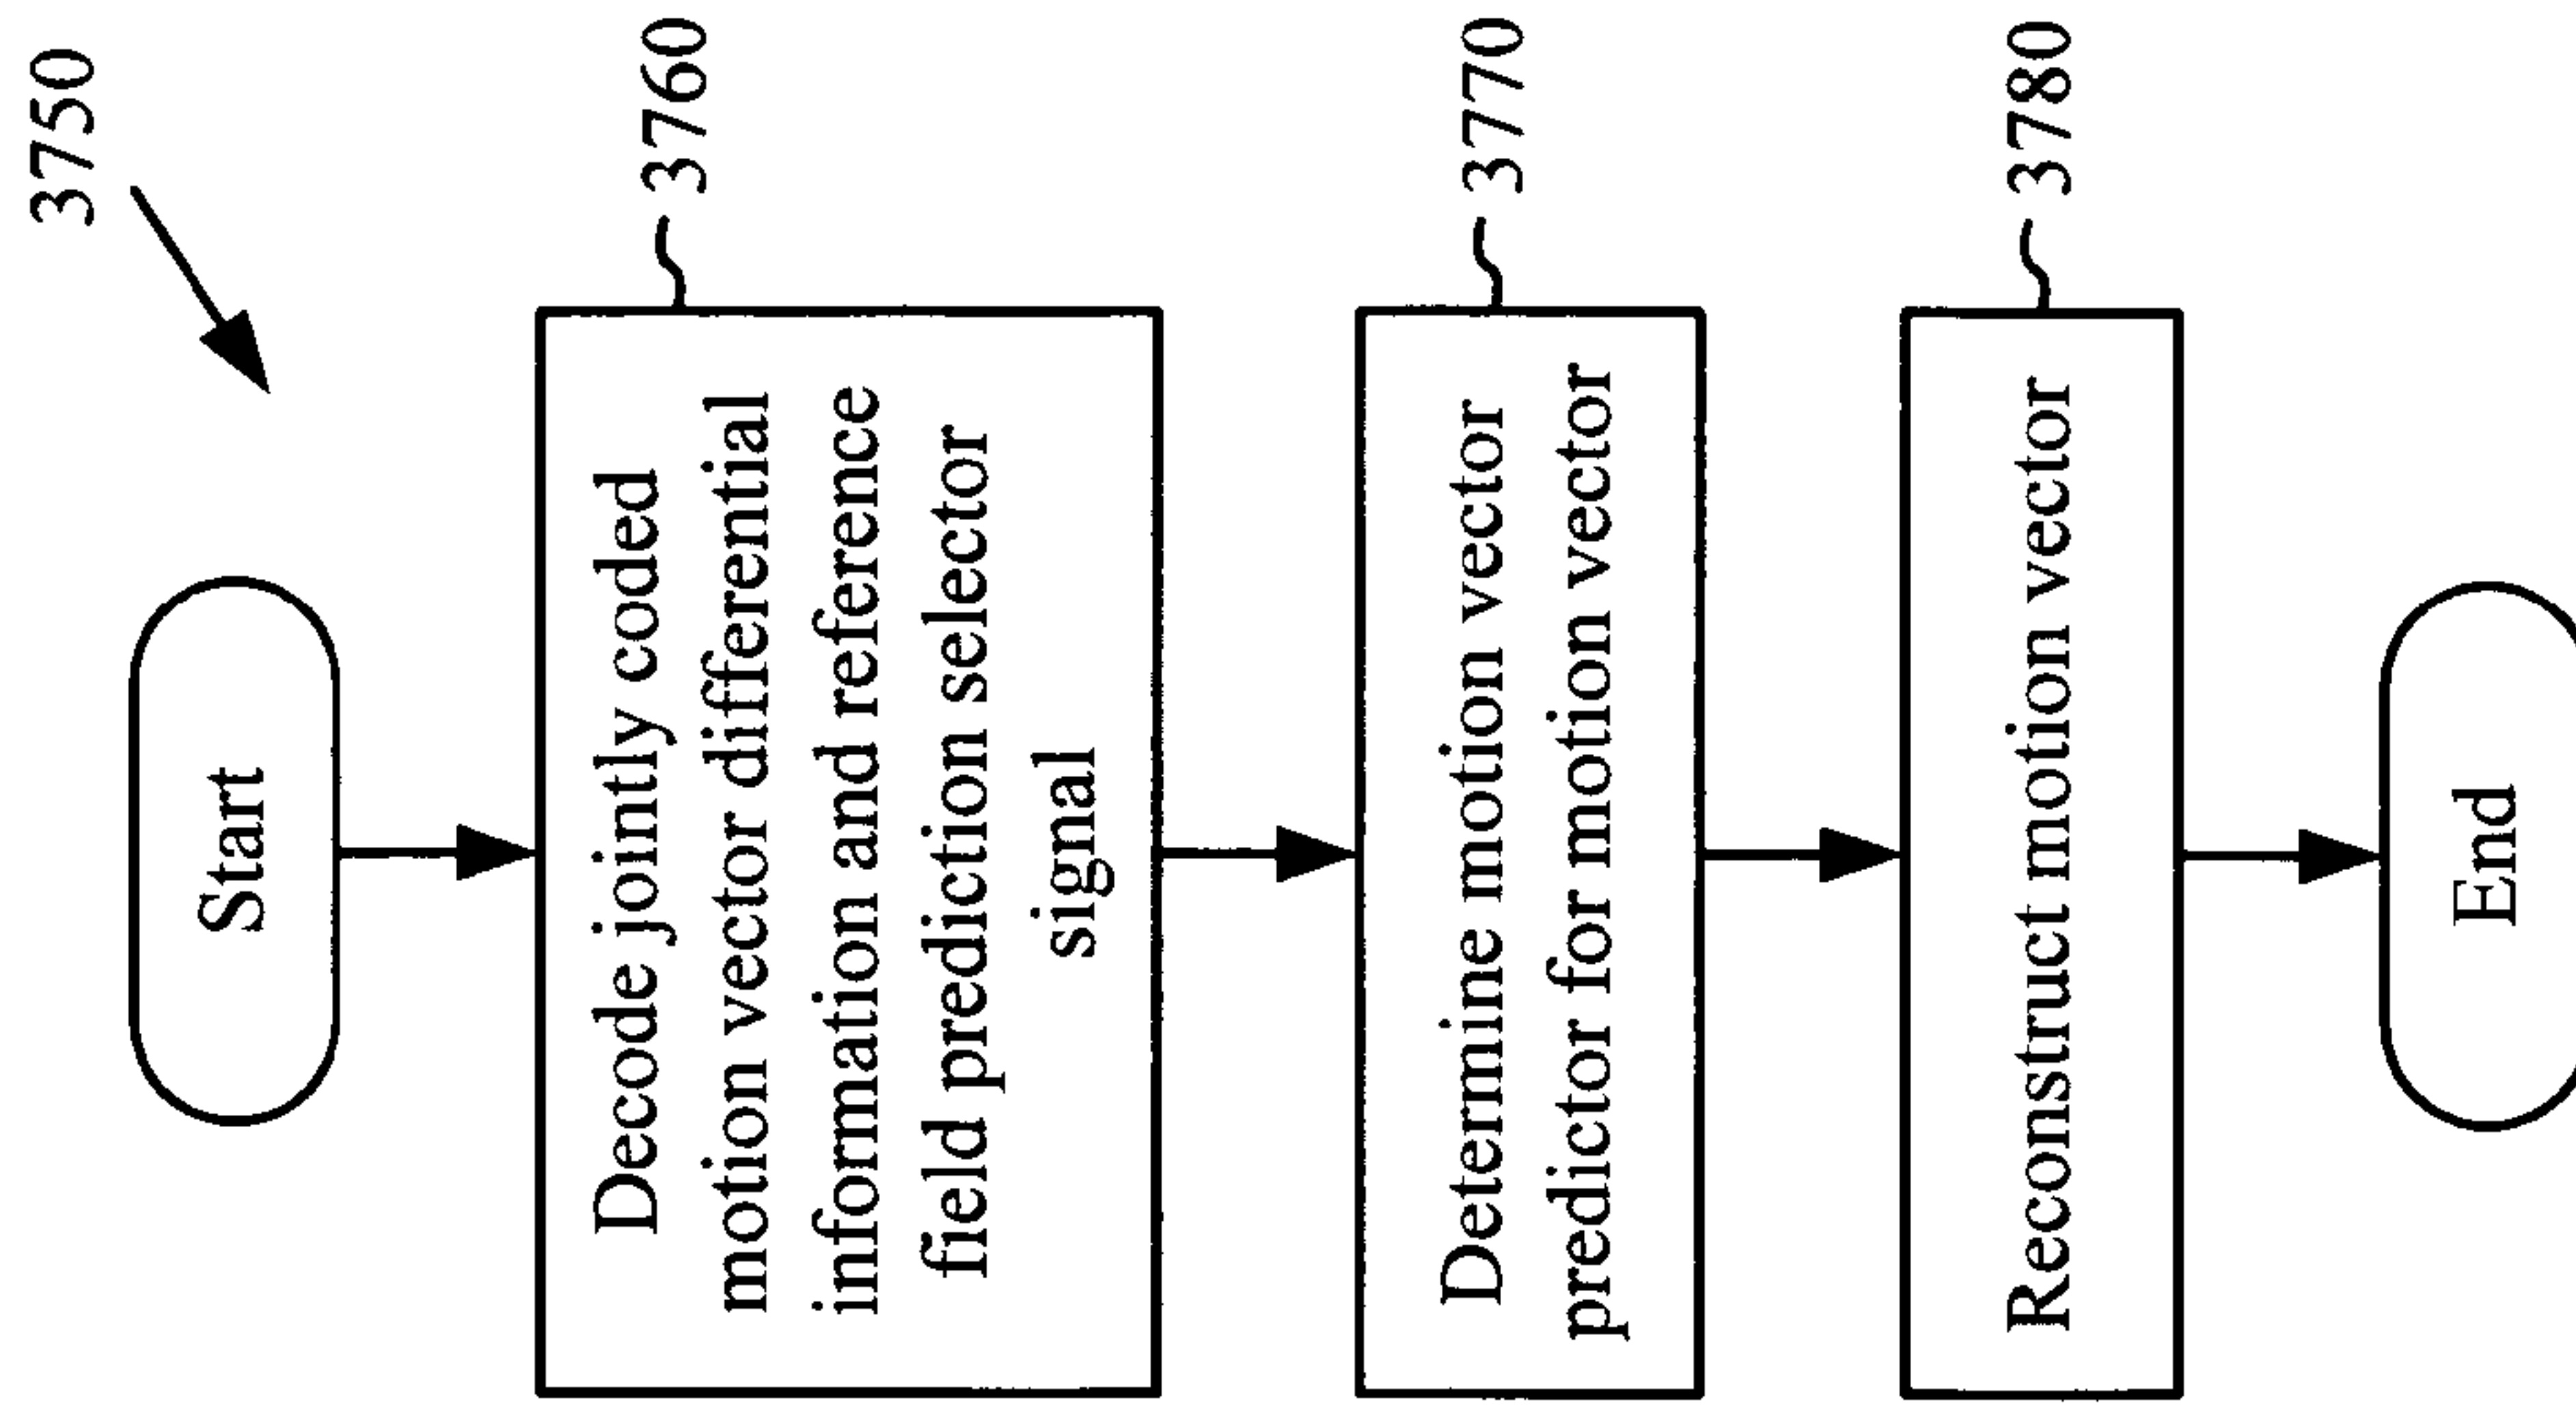 3750
Start
Decode jointly coded
motion vector differential
information and reference
field prediction selector
signal
3760
Determine motion vector
predictor for motion vector
3770
Reconstruct motion vector
3780
End